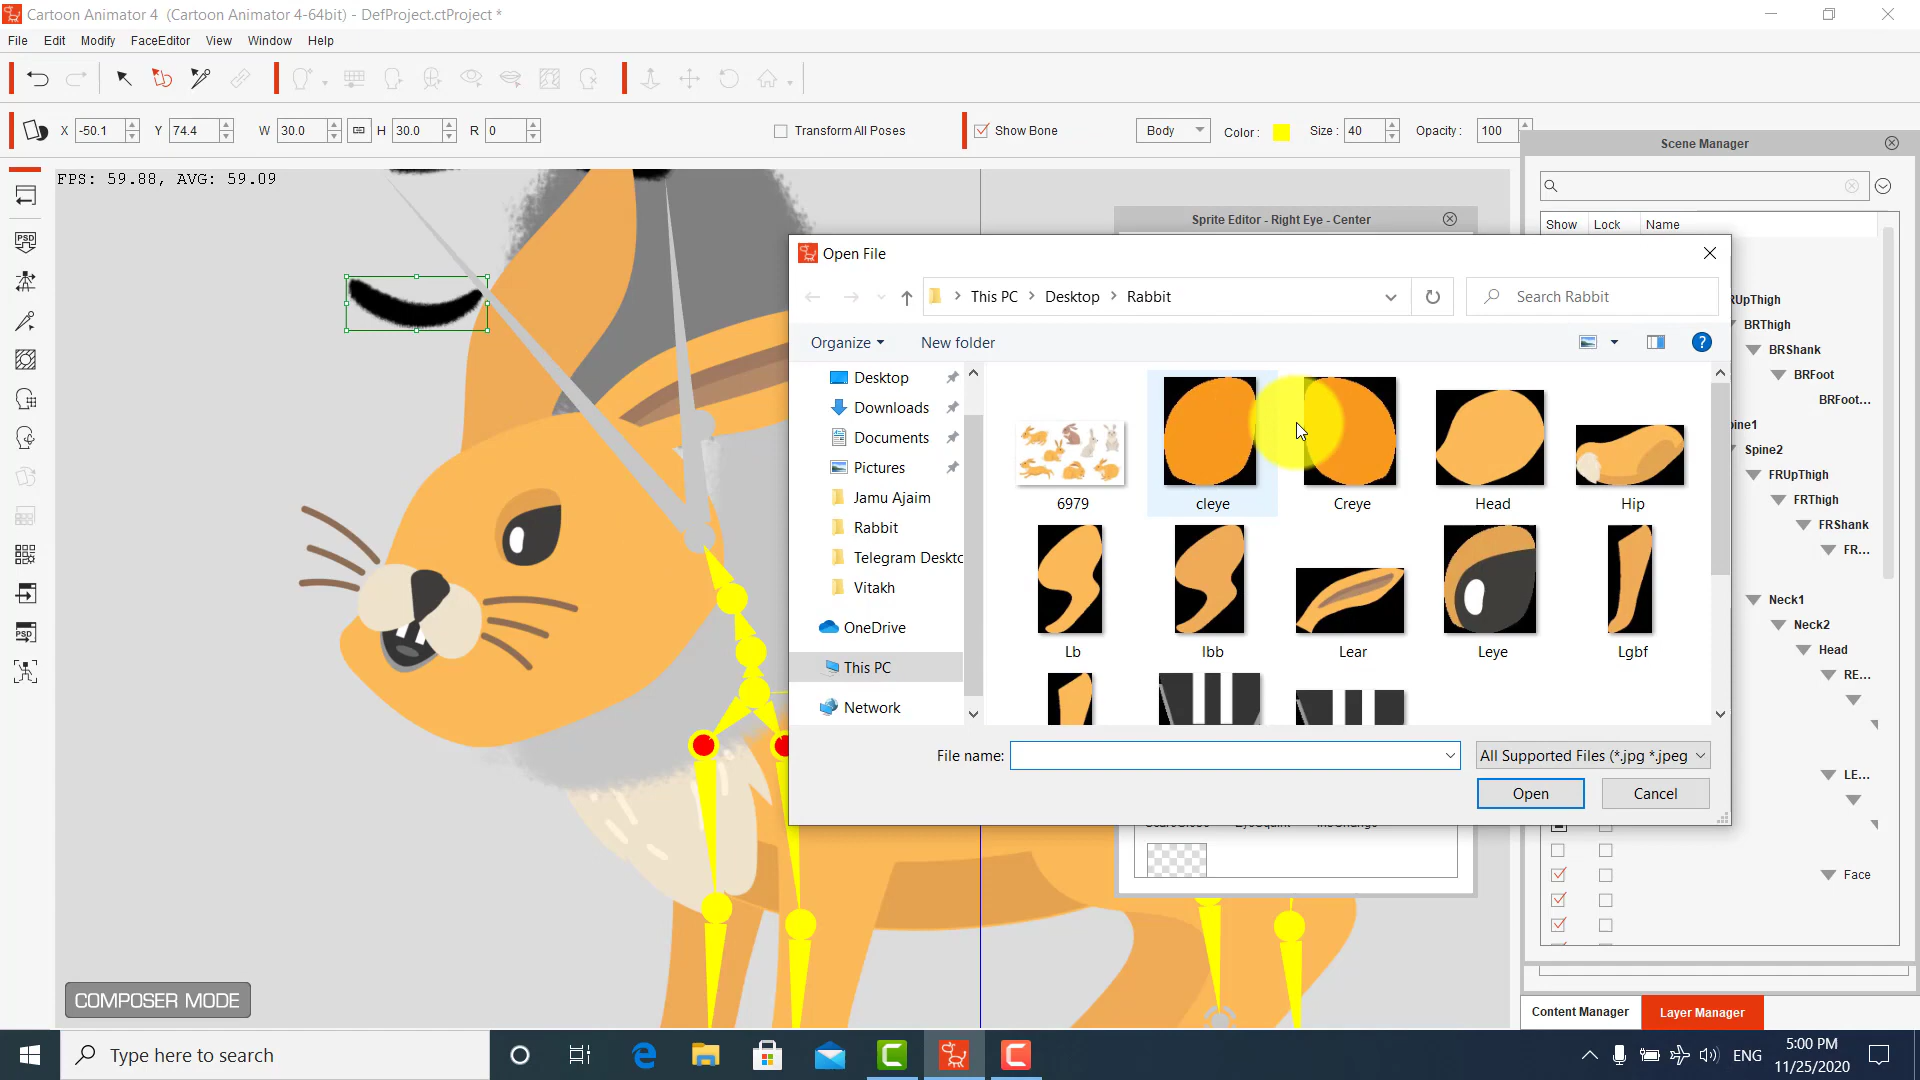 Cartoon Animator 4  (Cartoon Animator 4-64bit) - DefProject.ctProject *
File Edit Modify FaceEditor View Window Help
X -50.1 Y 74.4 W 30.0 H 30.0 R 0 Transform All Poses Show Bone Body Color : Size : 40 Opacity : 100
FPS: 59.88, AVG: 59.09
Scene Manager
Show Lock Name
RUpThigh
BRThigh
BRShank
BRFoot
BRFoot...
Spine2
FRUpThigh
FRThigh
FRShank
FR...
Neck1
Neck2
Head
RE...
LE...
Face
Sprite Editor - Right Eye - Center
Open File
This PC > Desktop > Rabbit
Search Rabbit
Organize New folder
Desktop
Downloads
Documents
Pictures
Jamu Ajaim
Rabbit
Telegram Deskto
Vitakh
OneDrive
This PC
Network
6979 cleye Creye Head Hip
Lb lbb Lear Leye Lgbf
File name: All Supported Files (*.jpg *.jpeg
Open Cancel
PSD
PSD
COMPOSER MODE
Content Manager Layer Manager
Type here to search
ENG
5:00 PM
11/25/2020